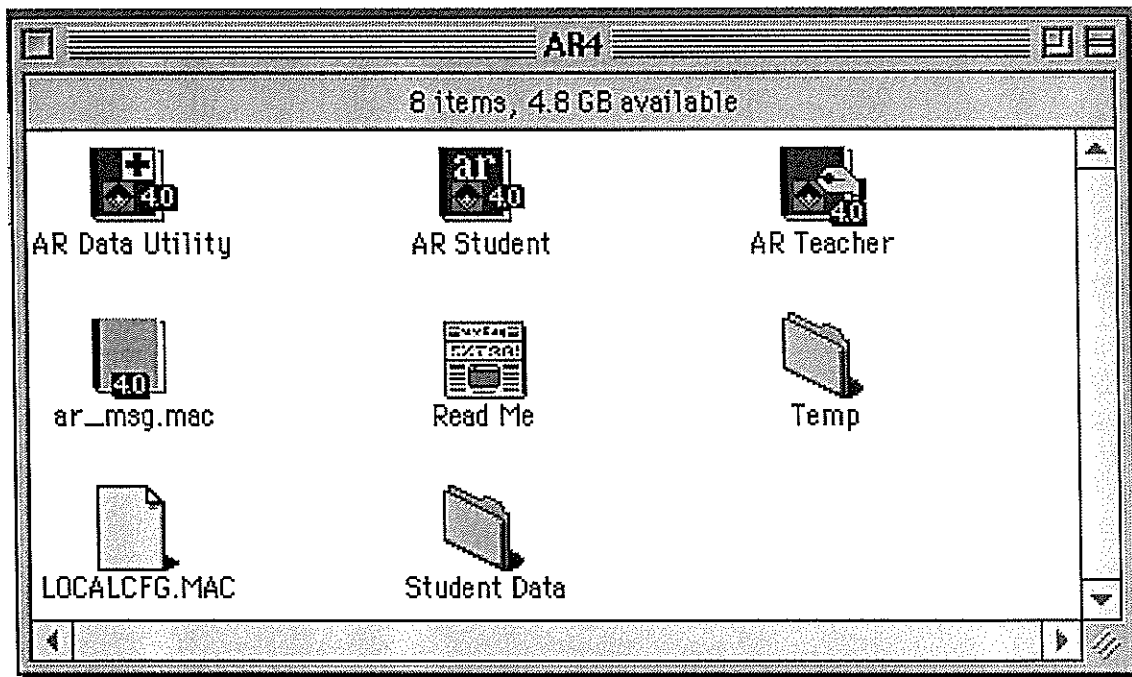 AR4
8 items, 4.8 GB available
4.0
ar
4.0
4.0
AR Data Utility
AR Student
AR Teacher
4.0
EXTRA!
ar_msg.mac
Read Me
Temp
LOCALCFG.MAC
Student Data